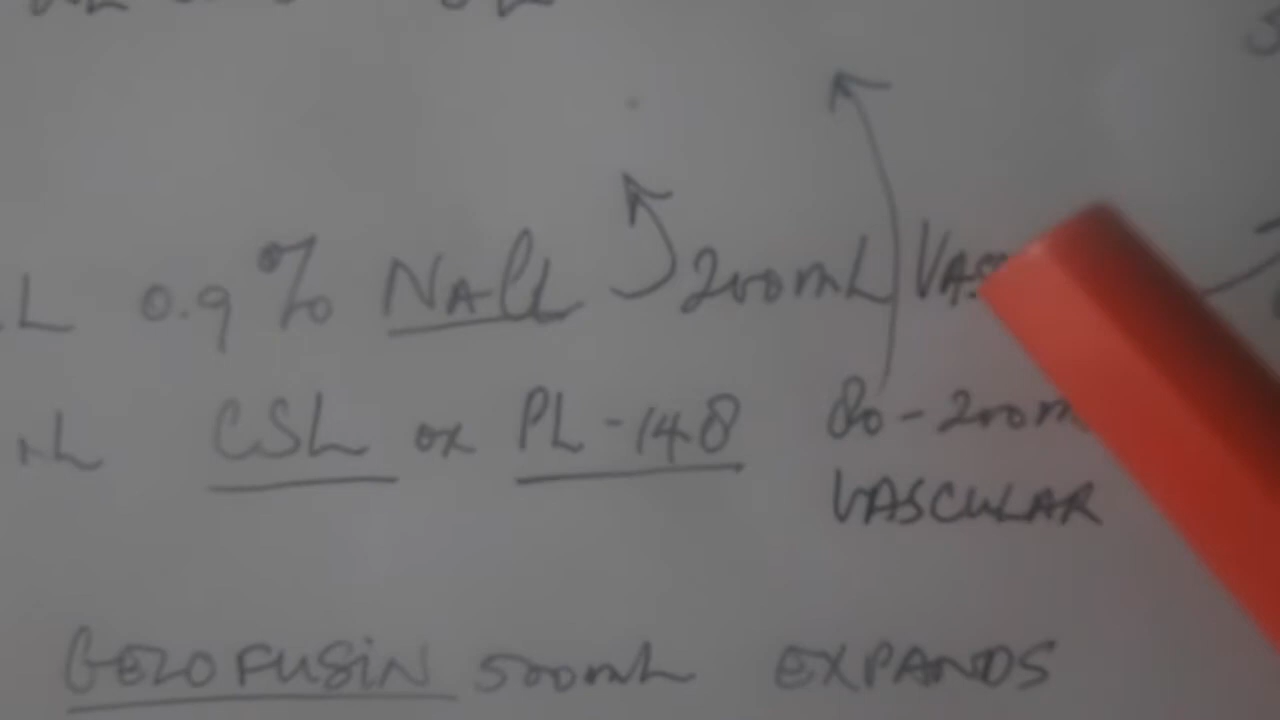 L 0.9% NaCl 200mL VAS
L CSL or PL-148 80-200m
VASCULAR
GELOFUSIN 500mL EXPANDS